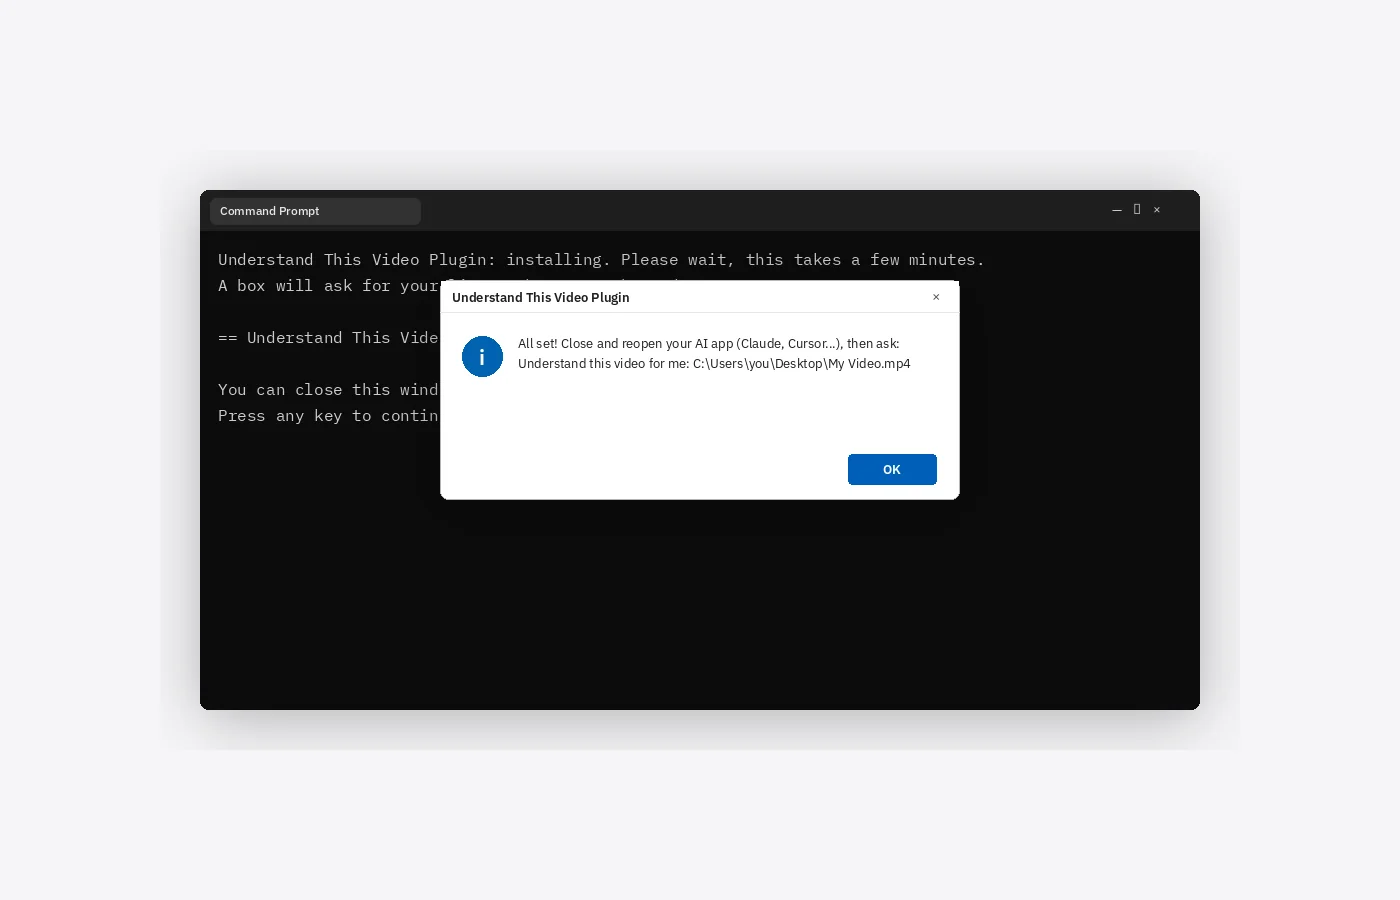 Command Prompt
Understand This Video Plugin: installing. Please wait, this takes a few minutes.
A box will ask for your
== Understand This Vide
You can close this wind
Press any key to contin
Understand This Video Plugin
All set! Close and reopen your AI app (Claude, Cursor...), then ask:
Understand this video for me: C:\Users\you\Desktop\My Video.mp4
OK